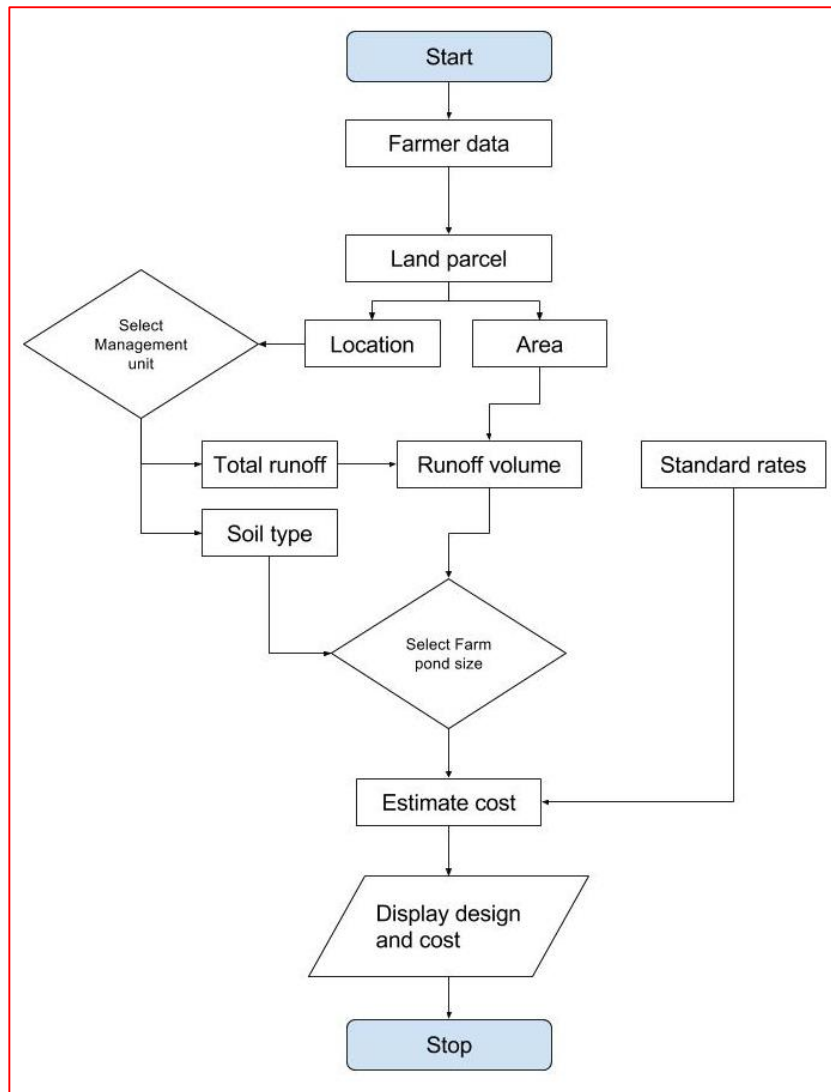 Start
Farmer data
Land parcel
Select
Management
unit
Location
Area
Total runoff
Runoff volume
Standard rates
Soil type
Select Farm
pond size
Estimate cost
Display design
and cost
Stop